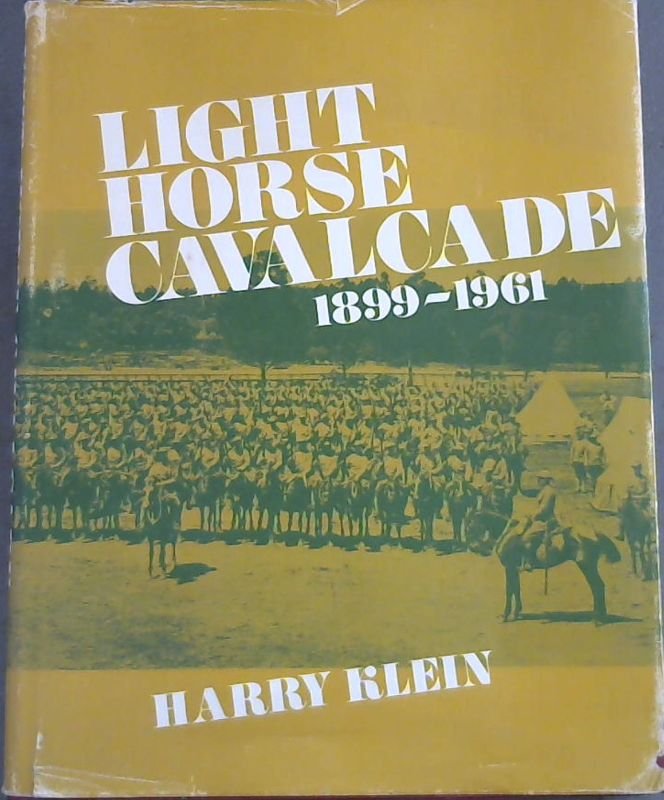 LIGHT
HORSE
CAVALCADE
1899-1961
HARRY KLEIN